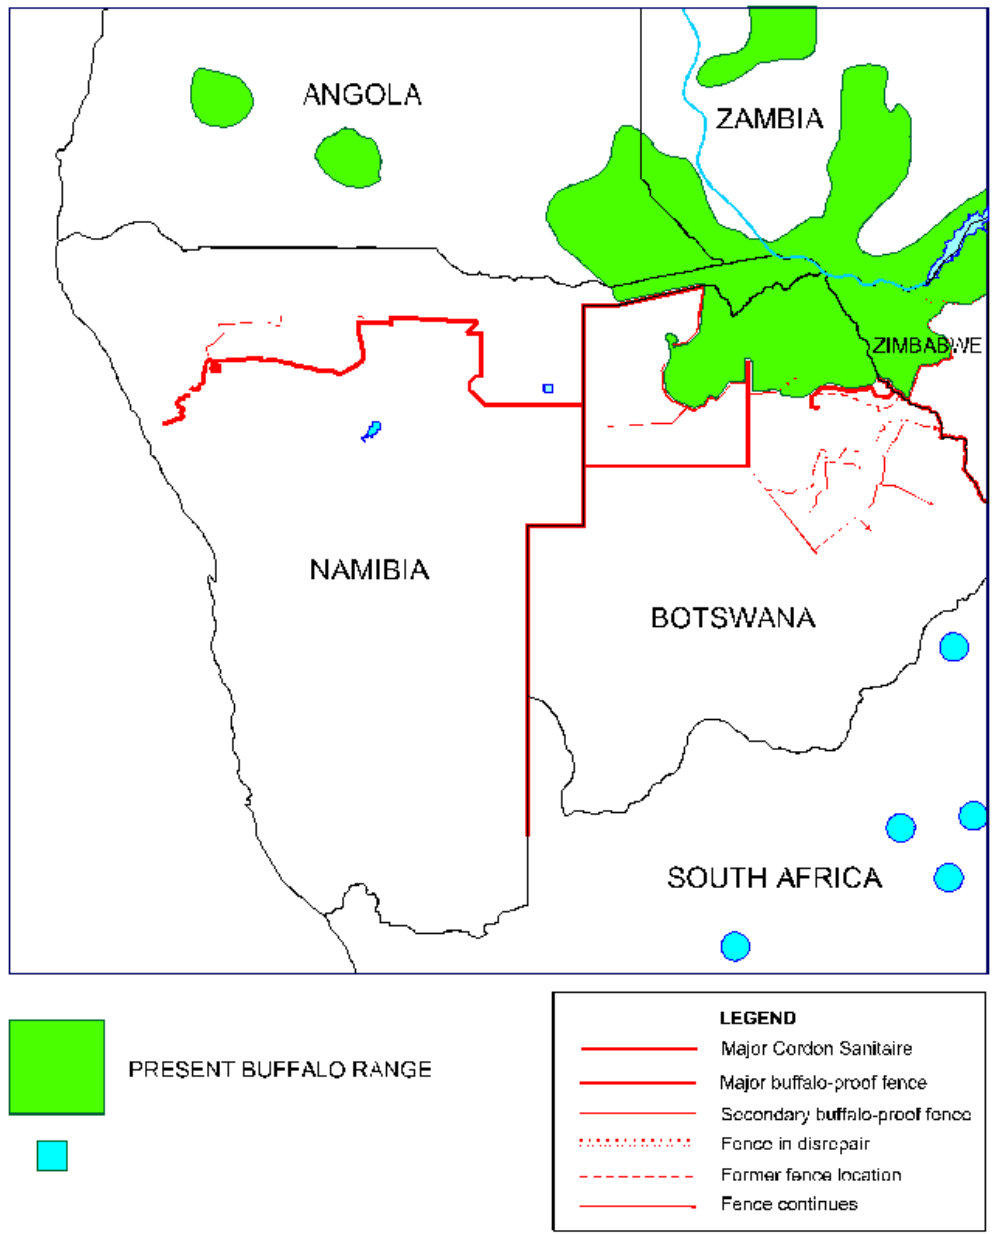 ANGOLA
ZAMBIA
ZIMBABWE
NAMIBIA
BOTSWANA
SOUTH AFRICA
PRESENT BUFFALO RANGE
LEGEND
Major Cordon Sanitaire
Major buffalo-proof fence
Secondary buffalo-proof fence
Fence in disrepair
Former fence location
Fence continues